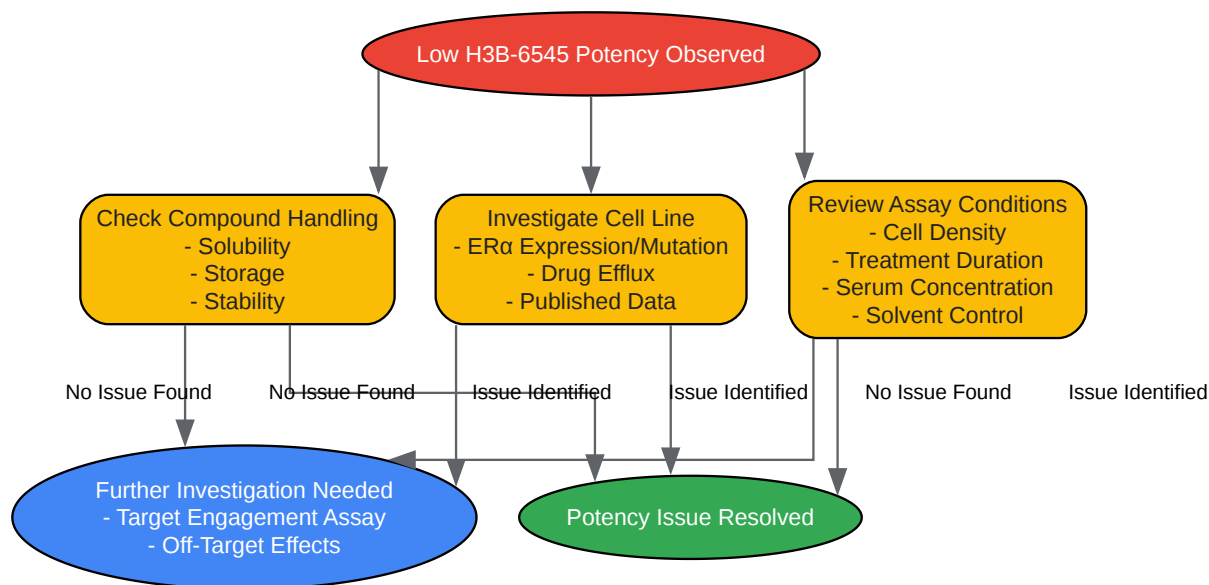 Low H3B-6545 Potency Observed
Check Compound Handling
- Solubility
- Storage
- Stability
Investigate Cell Line
- ERα Expression/Mutation
- Drug Efflux
- Published Data
Review Assay Conditions
- Cell Density
- Treatment Duration
- Serum Concentration
- Solvent Control
No Issue Found
No Issue Found
Issue Identified
Issue Identified
No Issue Found
Issue Identified
Further Investigation Needed
- Target Engagement Assay
- Off-Target Effects
Potency Issue Resolved